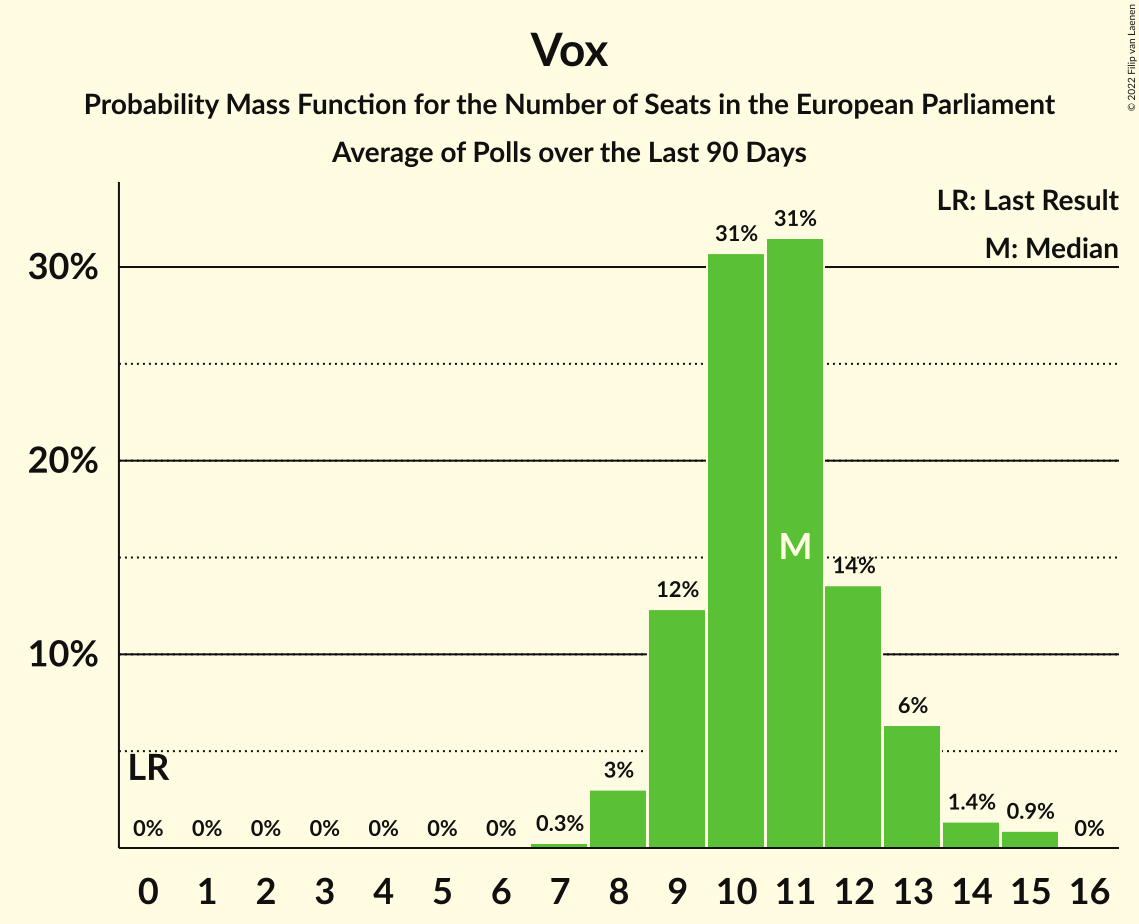 Vox
Probability Mass Function for the Number of Seats in the European Parliament
Average of Polls over the Last 90 Days
© 2022 Filip van Laenen
LR: Last Result
M: Median
30%
20%
10%
LR
M
0% 0% 0% 0% 0% 0% 0% 0.3% 3% 12% 31% 31% 14% 6% 1.4% 0.9% 0%
0 1 2 3 4 5 6 7 8 9 10 11 12 13 14 15 16